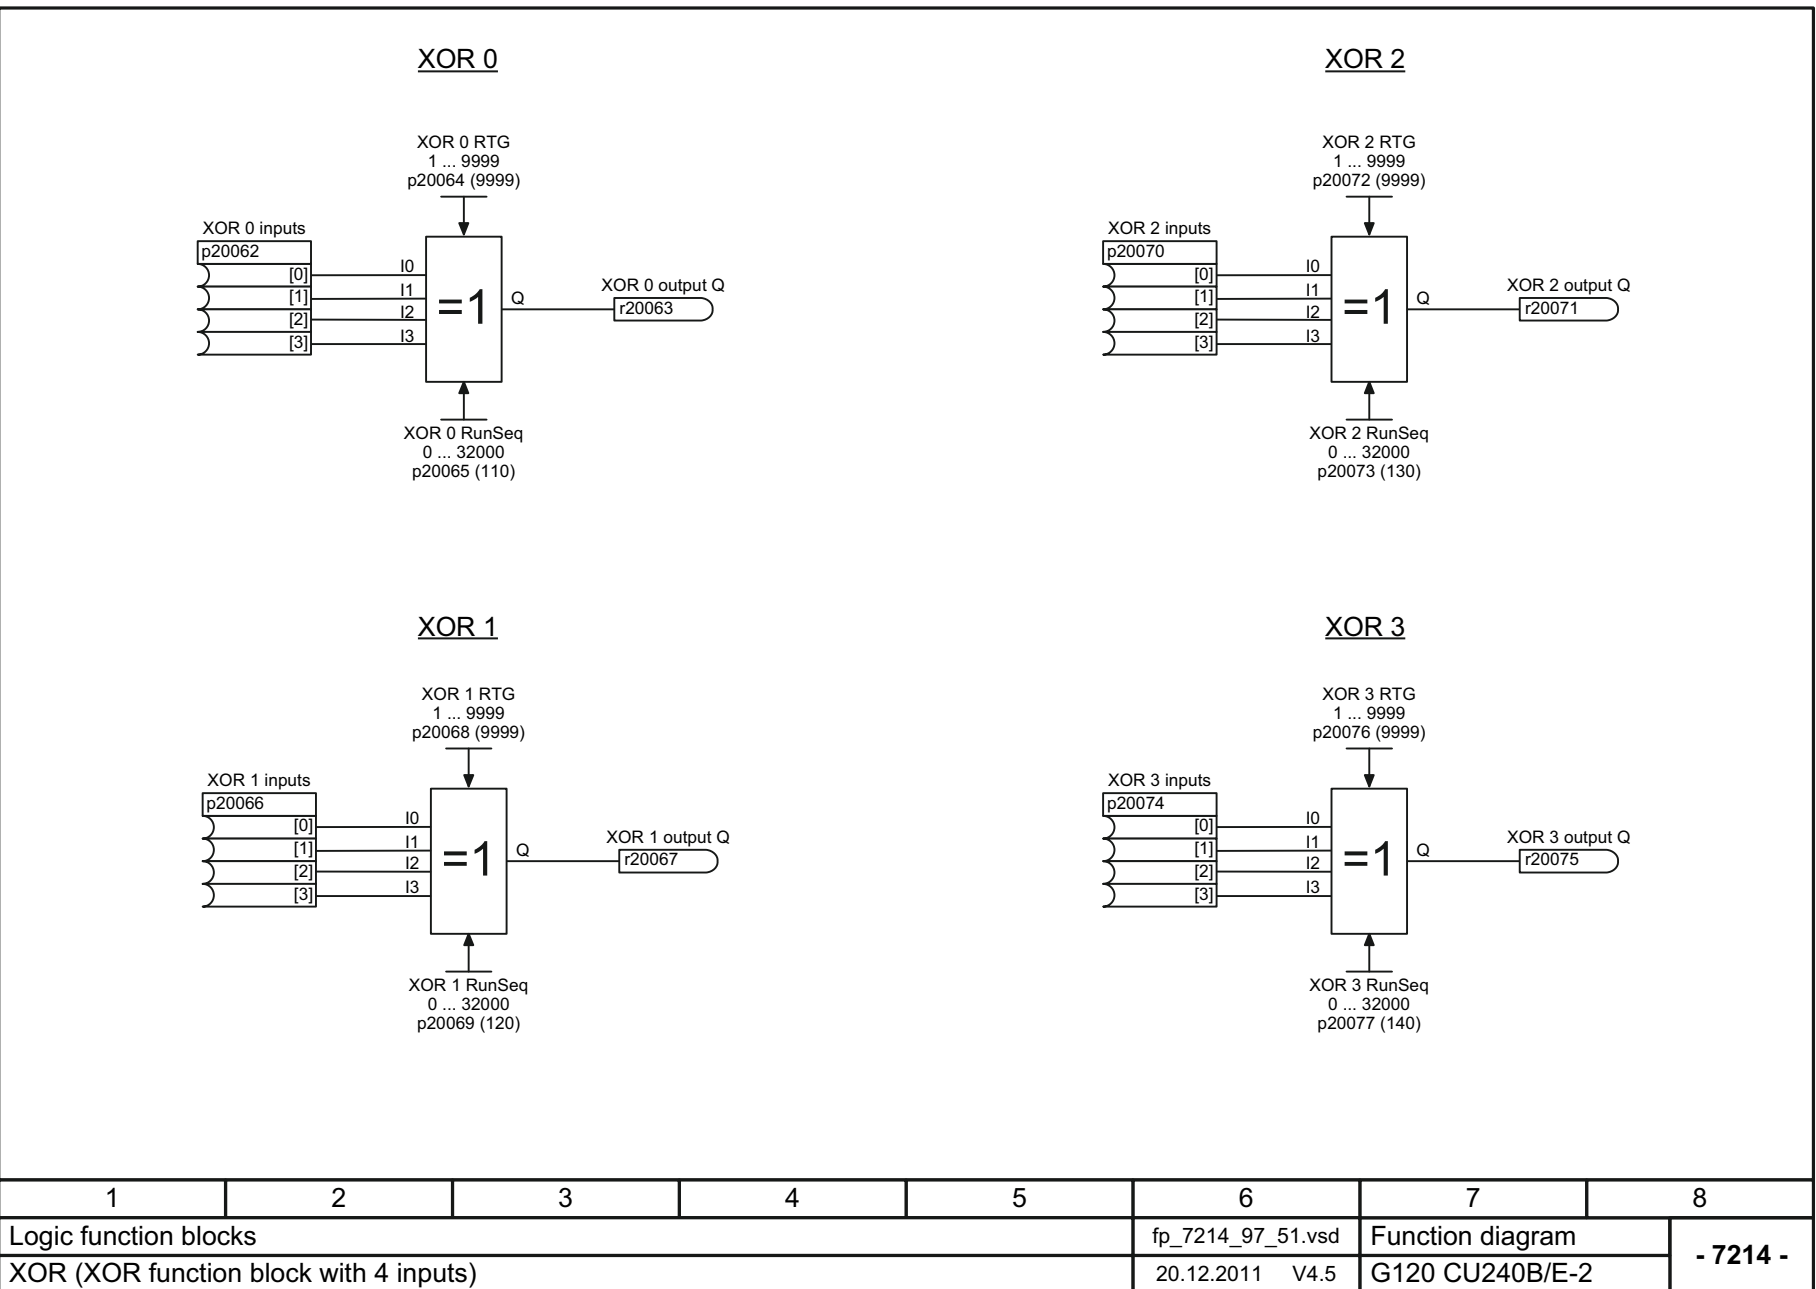 XOR 0
XOR 0 RTG
1 ... 9999
p20064 (9999)
XOR 0 inputs
p20062
[0]
[1]
[2]
[3]
I0
I1
I2
I3
=1
Q
XOR 0 output Q
r20063
XOR 0 RunSeq
0 ... 32000
p20065 (110)
XOR 2
XOR 2 RTG
1 ... 9999
p20072 (9999)
XOR 2 inputs
p20070
[0]
[1]
[2]
[3]
I0
I1
I2
I3
=1
Q
XOR 2 output Q
r20071
XOR 2 RunSeq
0 ... 32000
p20073 (130)
XOR 1
XOR 1 RTG
1 ... 9999
p20068 (9999)
XOR 1 inputs
p20066
[0]
[1]
[2]
[3]
I0
I1
I2
I3
=1
Q
XOR 1 output Q
r20067
XOR 1 RunSeq
0 ... 32000
p20069 (120)
XOR 3
XOR 3 RTG
1 ... 9999
p20076 (9999)
XOR 3 inputs
p20074
[0]
[1]
[2]
[3]
I0
I1
I2
I3
=1
Q
XOR 3 output Q
r20075
XOR 3 RunSeq
0 ... 32000
p20077 (140)
1 2 3 4 5 6 7 8
Logic function blocks
fp_7214_97_51.vsd
Function diagram
- 7214 -
XOR (XOR function block with 4 inputs)
20.12.2011 V4.5
G120 CU240B/E-2